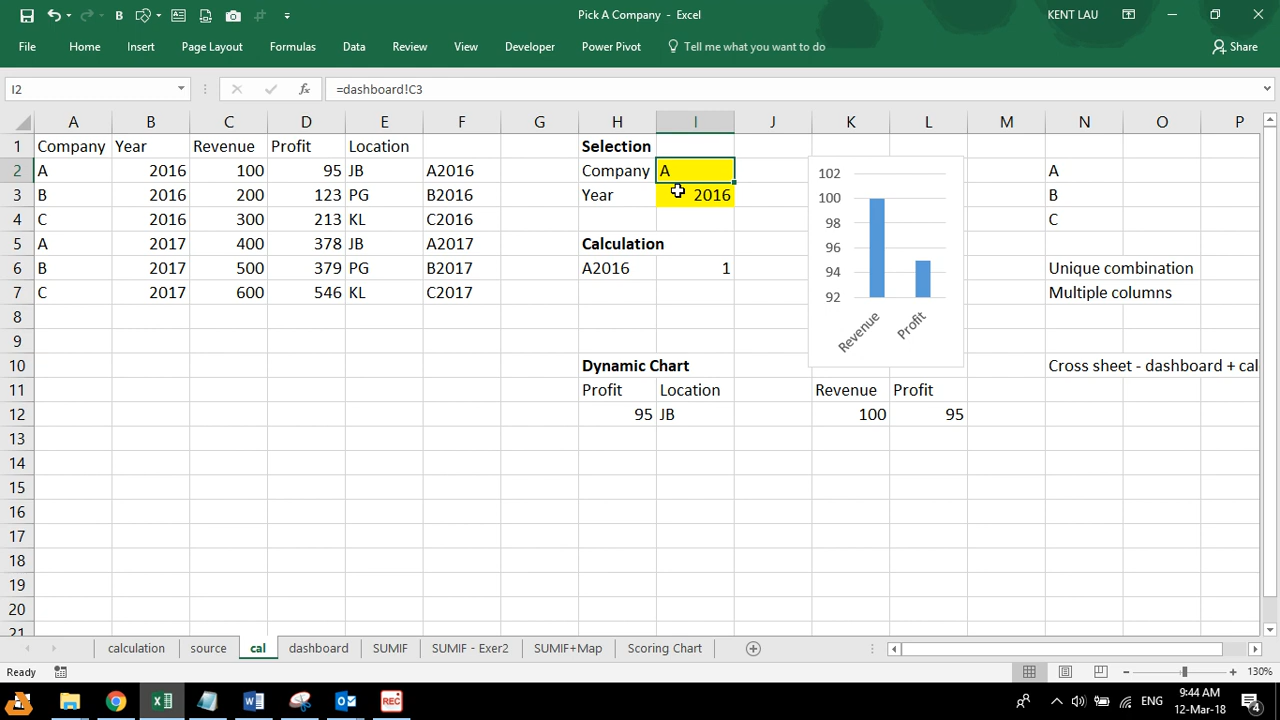 Pick A Company - Excel
KENT LAU
File Home Insert Page Layout Formulas Data Review View Developer Power Pivot Tell me what you want to do Share
I2 fx =dashboard!C3
A B C D E F G H I J K L M N O P
1 Company Year Revenue Profit Location Selection
2 A 2016 100 95 JB A2016 Company A A
3 B 2016 200 123 PG B2016 Year 2016 B
4 C 2016 300 213 KL C2016 C
5 A 2017 400 378 JB A2017 Calculation
6 B 2017 500 379 PG B2017 A2016 1 Unique combination
7 C 2017 600 546 KL C2017 Multiple columns
8
9
10 Dynamic Chart Cross sheet - dashboard + cal
11 Profit Location Revenue Profit
12 95 JB 100 95
13
14
15
16
17
18
19
20
21
102
100
98
96
94
92
Revenue Profit
calculation source cal dashboard SUMIF SUMIF - Exer2 SUMIF+Map Scoring Chart
Ready 130%
REC
ENG
9:44 AM
12-Mar-18
4